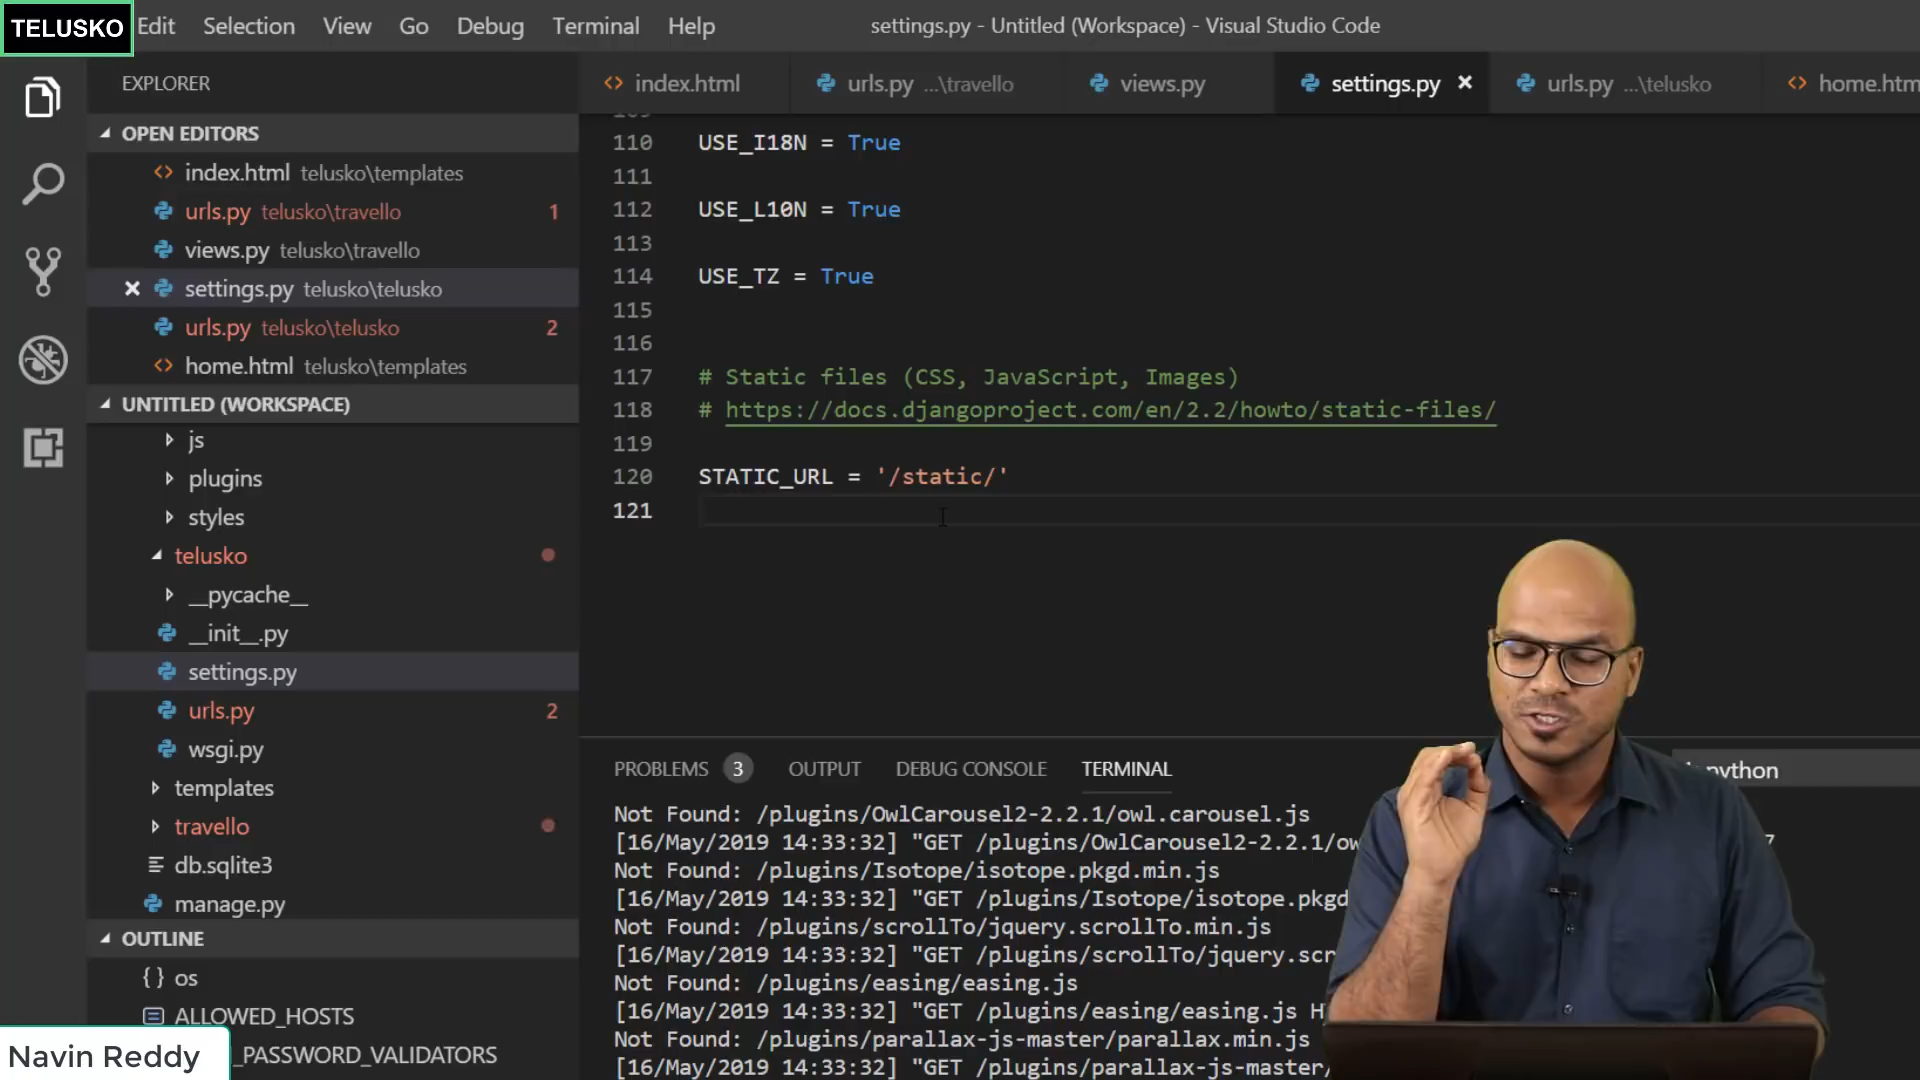 TELUSKO
Edit Selection View Go Debug Terminal Help
settings.py - Untitled (Workspace) - Visual Studio Code
EXPLORER
index.html
urls.py ...\travello
views.py
settings.py
urls.py ...\telusko
home.htm
OPEN EDITORS
index.html telusko\templates
urls.py telusko\travello 1
views.py telusko\travello
settings.py telusko\telusko
urls.py telusko\telusko 2
home.html telusko\templates
UNTITLED (WORKSPACE)
js
plugins
styles
telusko
__pycache__
__init__.py
settings.py
urls.py 2
wsgi.py
templates
travello
db.sqlite3
manage.py
OUTLINE
{ } os
ALLOWED_HOSTS
_PASSWORD_VALIDATORS
110 USE_I18N = True
111
112 USE_L10N = True
113
114 USE_TZ = True
115
116
117 # Static files (CSS, JavaScript, Images)
118 # https://docs.djangoproject.com/en/2.2/howto/static-files/
119
120 STATIC_URL = '/static/'
121
PROBLEMS 3 OUTPUT DEBUG CONSOLE TERMINAL
python
Not Found: /plugins/OwlCarousel2-2.2.1/owl.carousel.js
[16/May/2019 14:33:32] "GET /plugins/OwlCarousel2-2.2.1/ow
Not Found: /plugins/Isotope/isotope.pkgd.min.js
[16/May/2019 14:33:32] "GET /plugins/Isotope/isotope.pkgd
Not Found: /plugins/scrollTo/jquery.scrollTo.min.js
[16/May/2019 14:33:32] "GET /plugins/scrollTo/jquery.scr
Not Found: /plugins/easing/easing.js
[16/May/2019 14:33:32] "GET /plugins/easing/easing.js H
Not Found: /plugins/parallax-js-master/parallax.min.js
[16/May/2019 14:33:32] "GET /plugins/parallax-js-master/
Navin Reddy